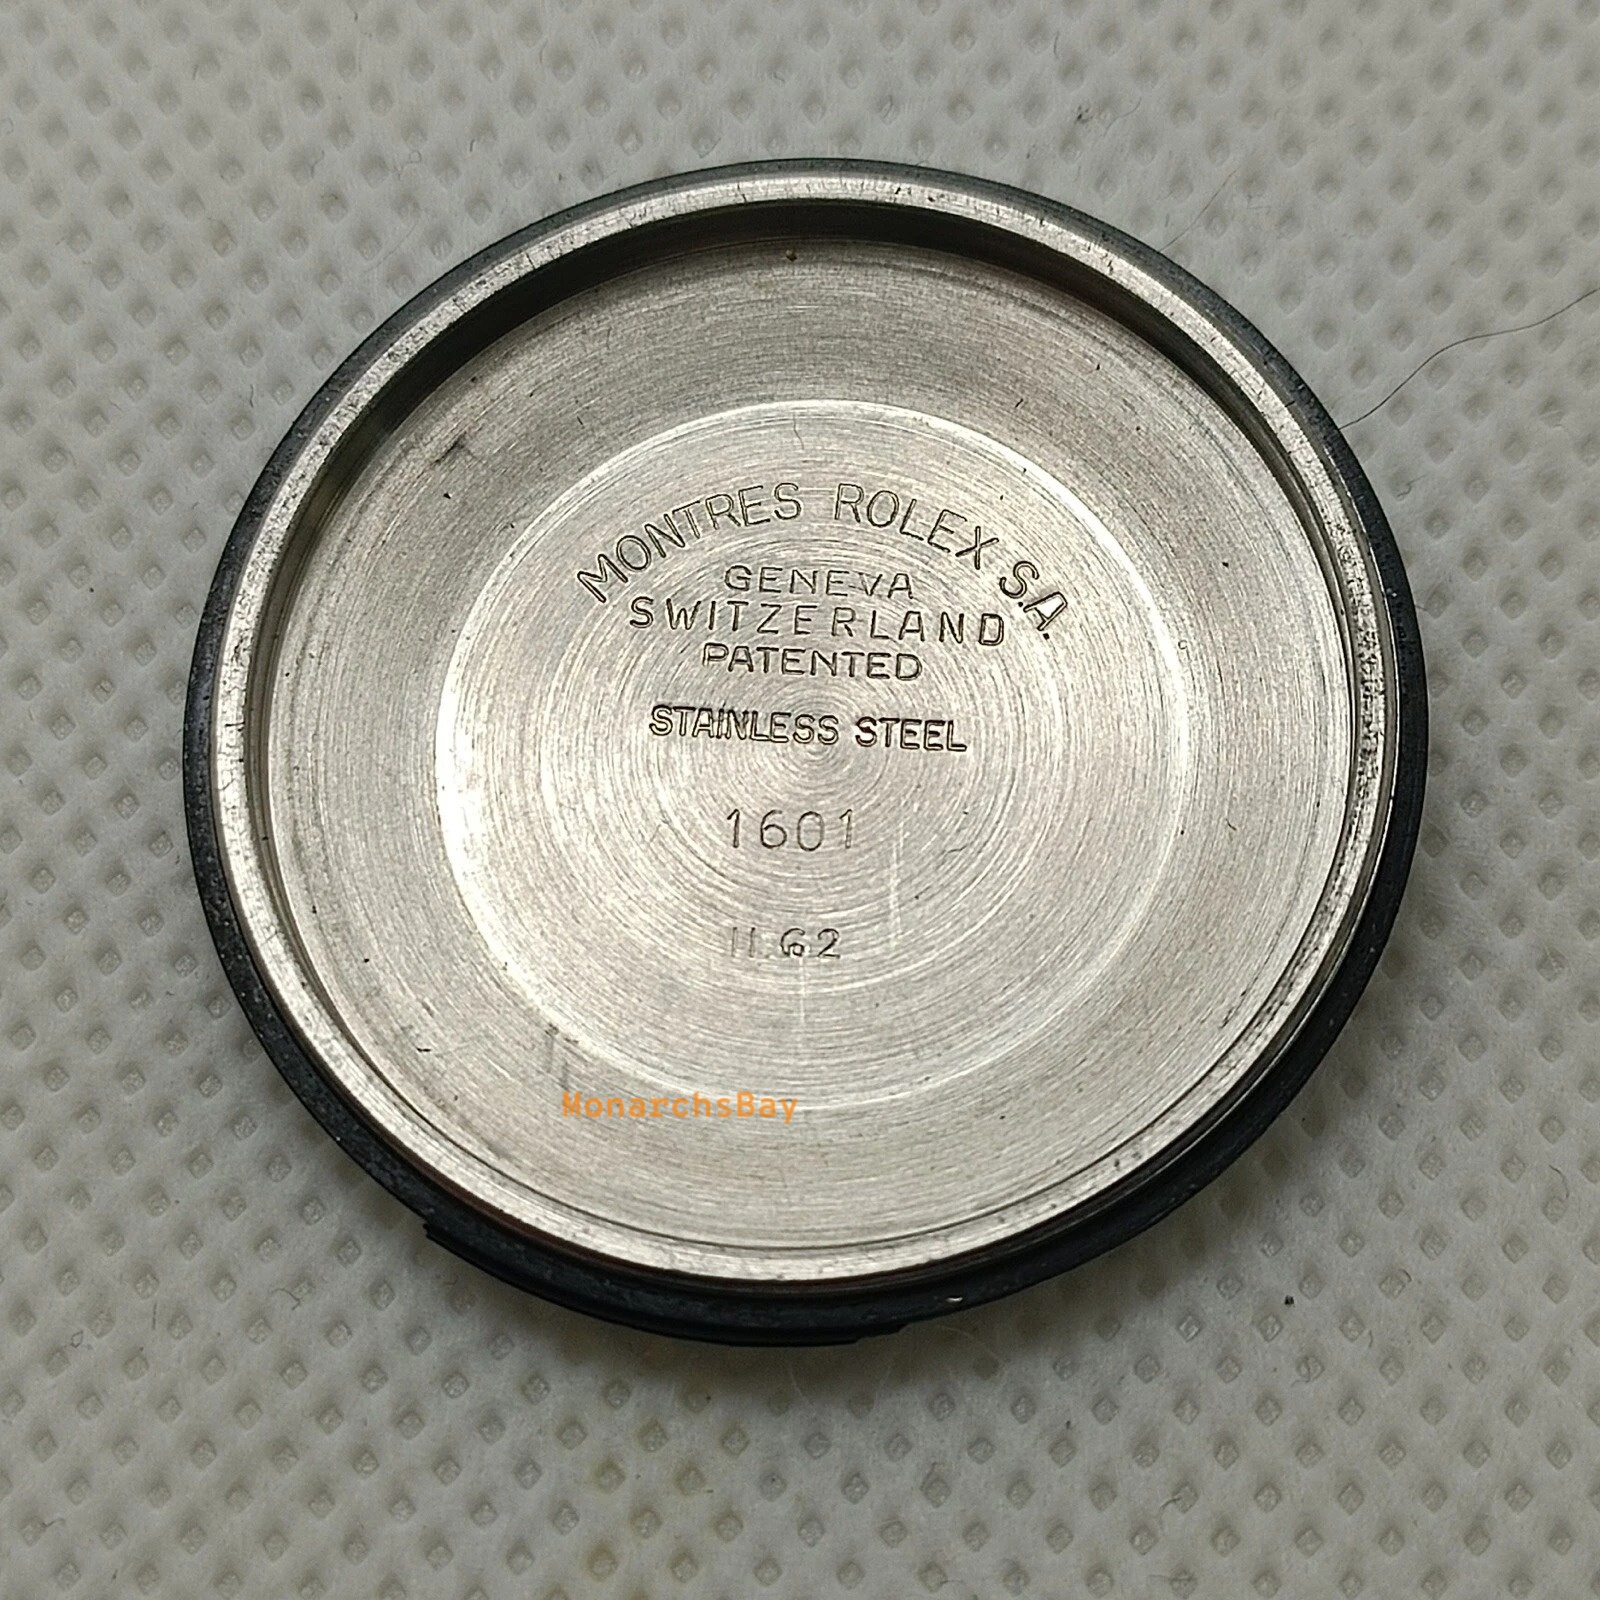 MONTRES ROLEX S.A.
GENEVA
SWITZERLAND
PATENTED
STAINLESS STEEL
1601
II.62
MonarchsBay